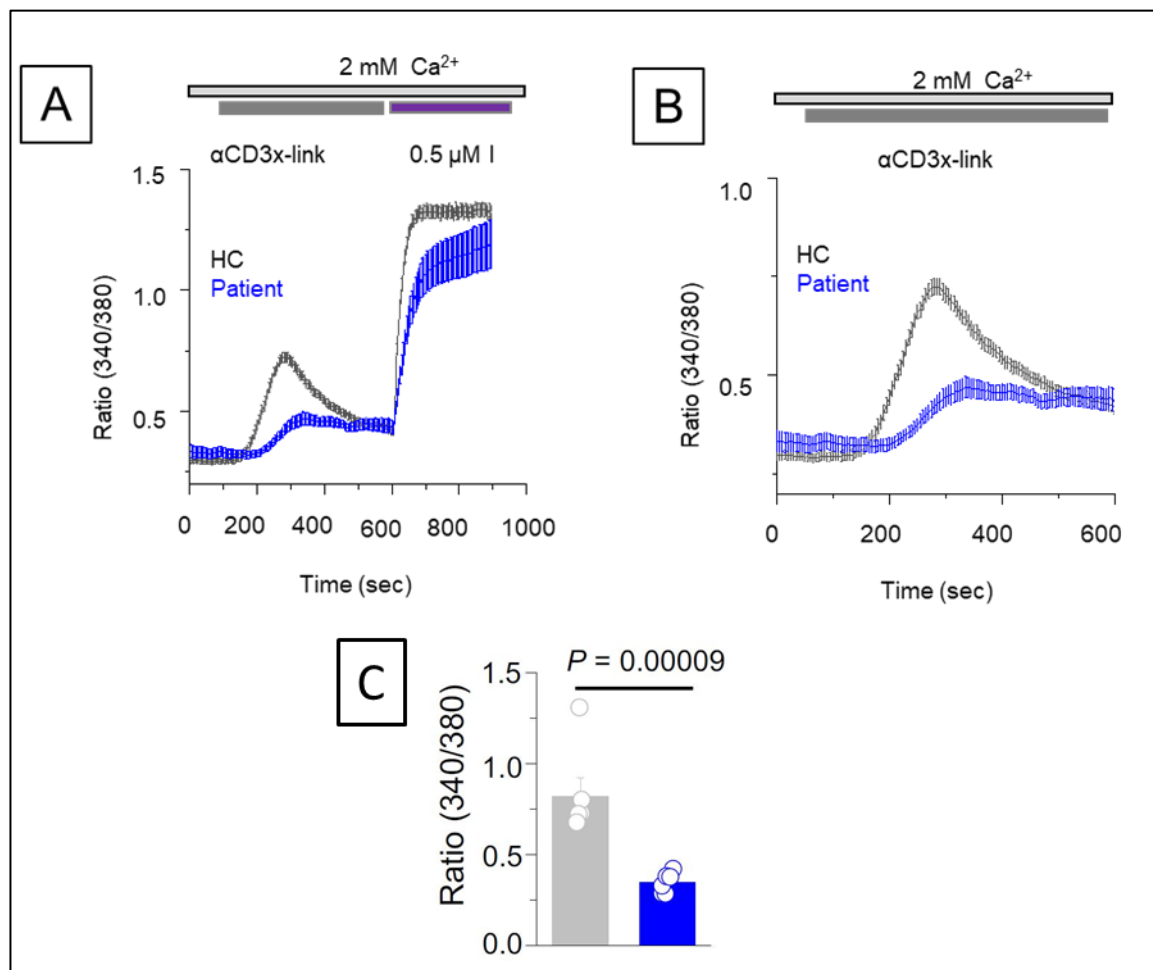 A
2 mM Ca²⁺
αCD3x-link 0.5 µM I
1.5
1.0
0.5
Ratio (340/380)
HC
Patient
0 200 400 600 800 1000
Time (sec)
B
2 mM Ca²⁺
αCD3x-link
1.0
0.5
Ratio (340/380)
HC
Patient
0 200 400 600
Time (sec)
C
P = 0.00009
1.5
1.0
0.5
0.0
Ratio (340/380)